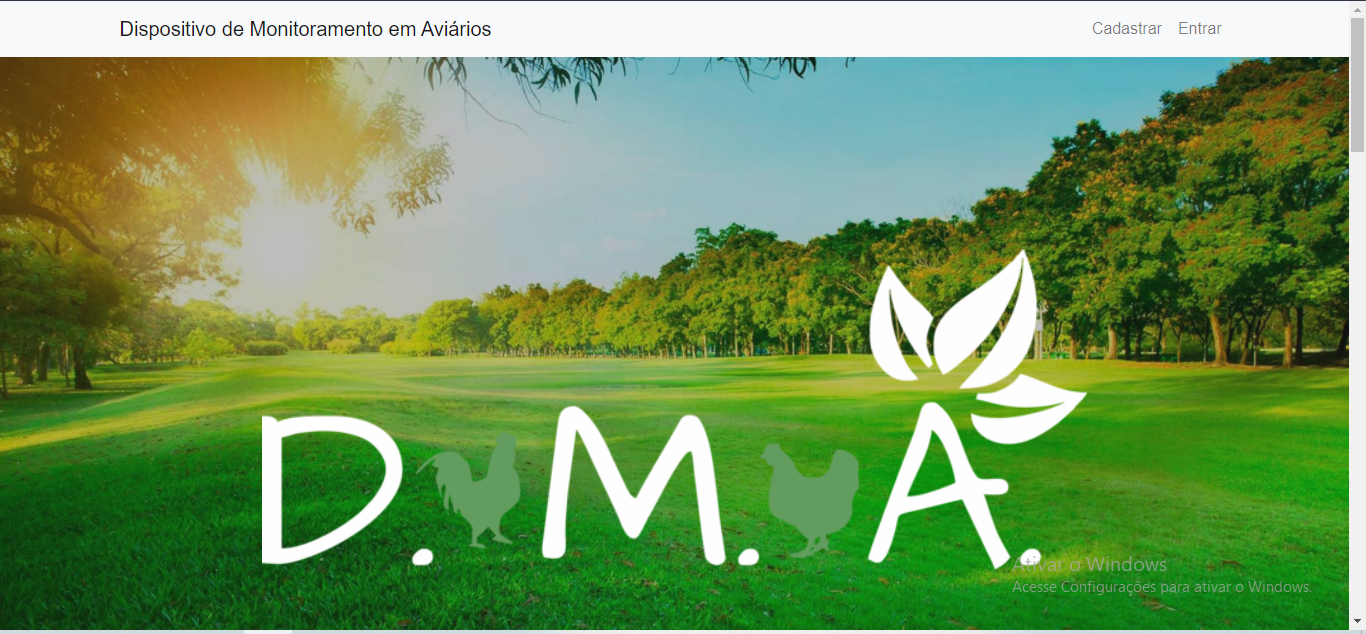 Dispositivo de Monitoramento em Aviários
Cadastrar Entrar
D. M. A.
Ativar o Windows
Acesse Configurações para ativar o Windows.